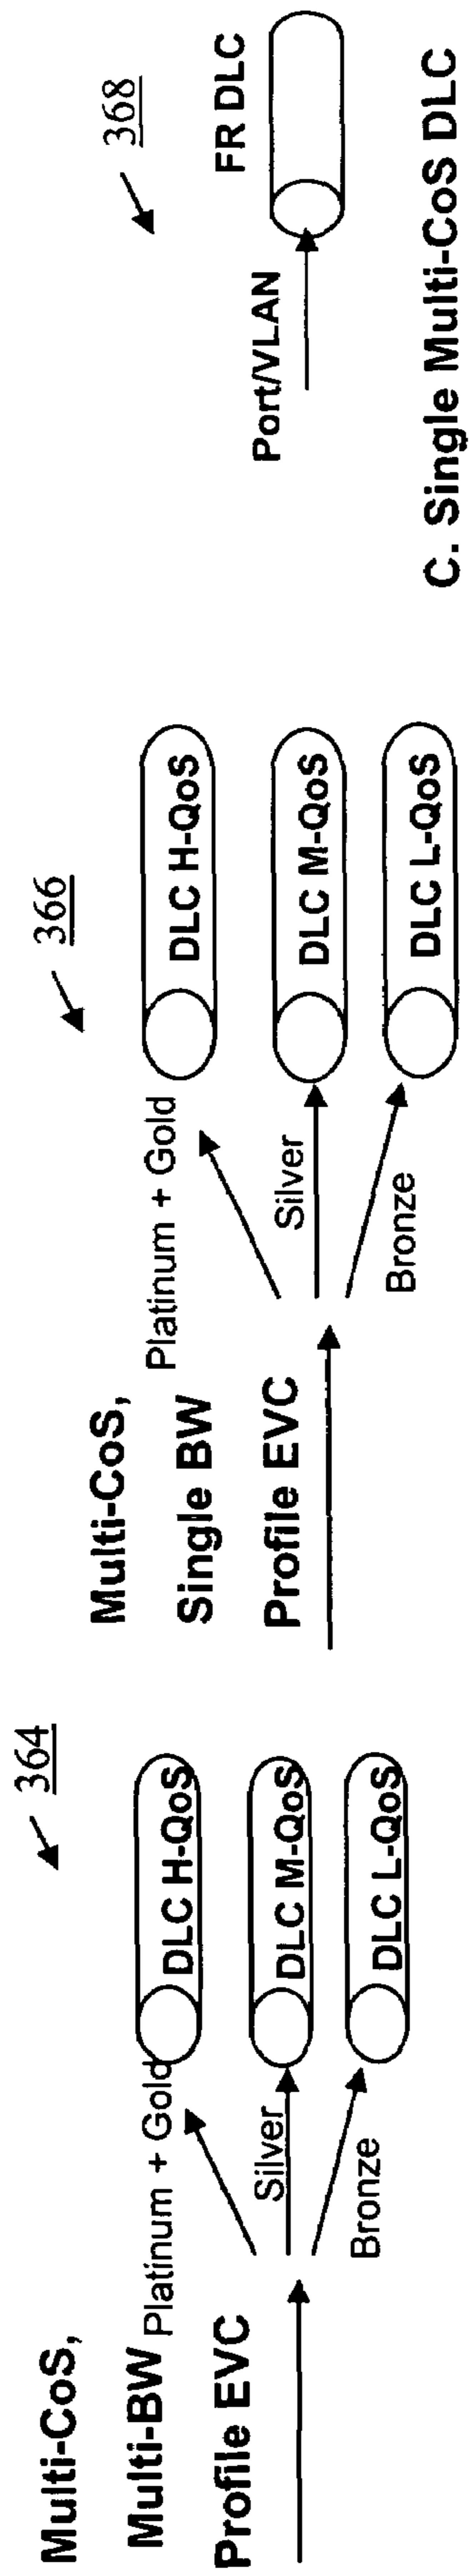 364
Multi-CoS,
Multi-BW
Profile EVC
Platinum + Gold
Silver
Bronze
DLC H-QoS
DLC M-QoS
DLC L-QoS
366
Multi-CoS,
Single BW
Profile EVC
Platinum + Gold
Silver
Bronze
DLC H-QoS
DLC M-QoS
DLC L-QoS
368
FR DLC
Port/VLAN
C. Single Multi-CoS DLC